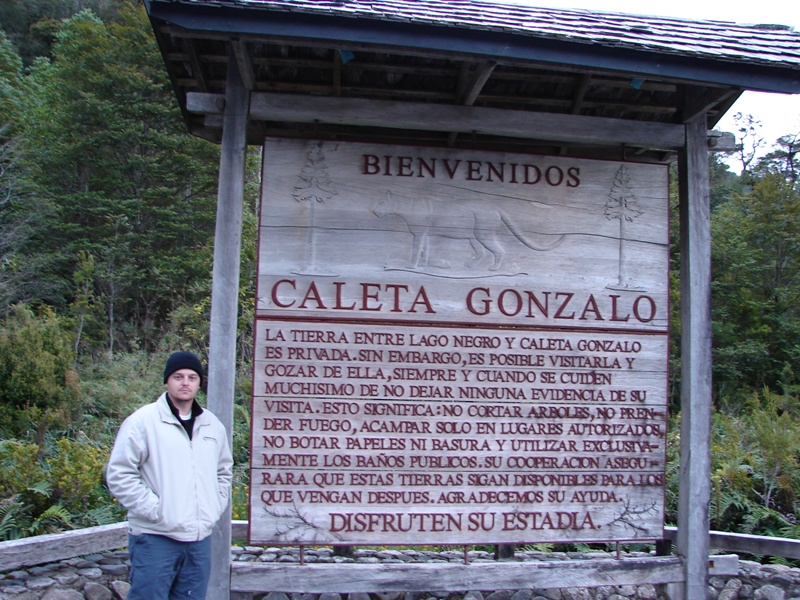 BIENVENIDOS
CALETA GONZALO
LA TIERRA ENTRE LAGO NEGRO Y CALETA GONZALO
ES PRIVADA. SIN EMBARGO, ES POSIBLE VISITARLA Y
GOZAR DE ELLA, SIEMPRE Y CUANDO SE CUIDEN
MUCHISIMO DE NO DEJAR NINGUNA EVIDENCIA DE SU
VISITA. ESTO SIGNIFICA: NO CORTAR ARBOLES, NO PREN-
DER FUEGO, ACAMPAR SOLO EN LUGARES AUTORIZADOS,
NO BOTAR PAPELES NI BASURA Y UTILIZAR EXCLUSIVA-
MENTE LOS BAÑOS PUBLICOS. SU COOPERACION ASEGU-
RARA QUE ESTAS TIERRAS SIGAN DISPONIBLES PARA LOS
QUE VENGAN DESPUES. AGRADECEMOS SU AYUDA.
DISFRUTEN SU ESTADIA.